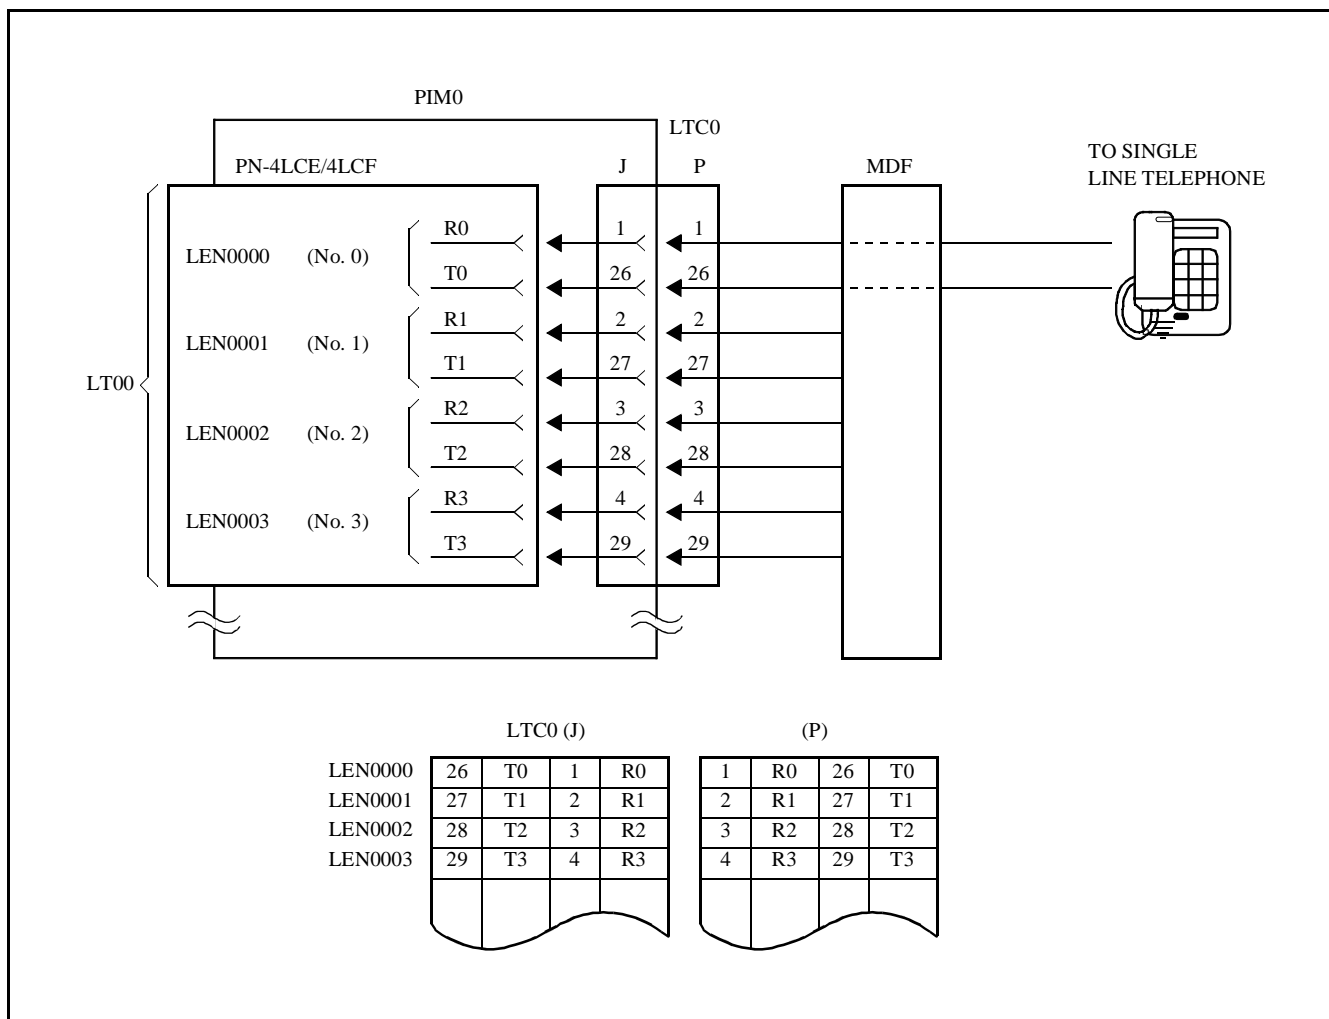 PIM0
LTC0
PN-4LCE/4LCF J P MDF
TO SINGLE
LINE TELEPHONE
R0 1 1
LEN0000 (No. 0)
T0 26 26
R1 2 2
LEN0001 (No. 1)
T1 27 27
LT00
R2 3 3
LEN0002 (No. 2)
T2 28 28
R3 4 4
LEN0003 (No. 3)
T3 29 29
LTC0 (J) (P)
LEN0000 26 T0 1 R0 1 R0 26 T0
LEN0001 27 T1 2 R1 2 R1 27 T1
LEN0002 28 T2 3 R2 3 R2 28 T2
LEN0003 29 T3 4 R3 4 R3 29 T3